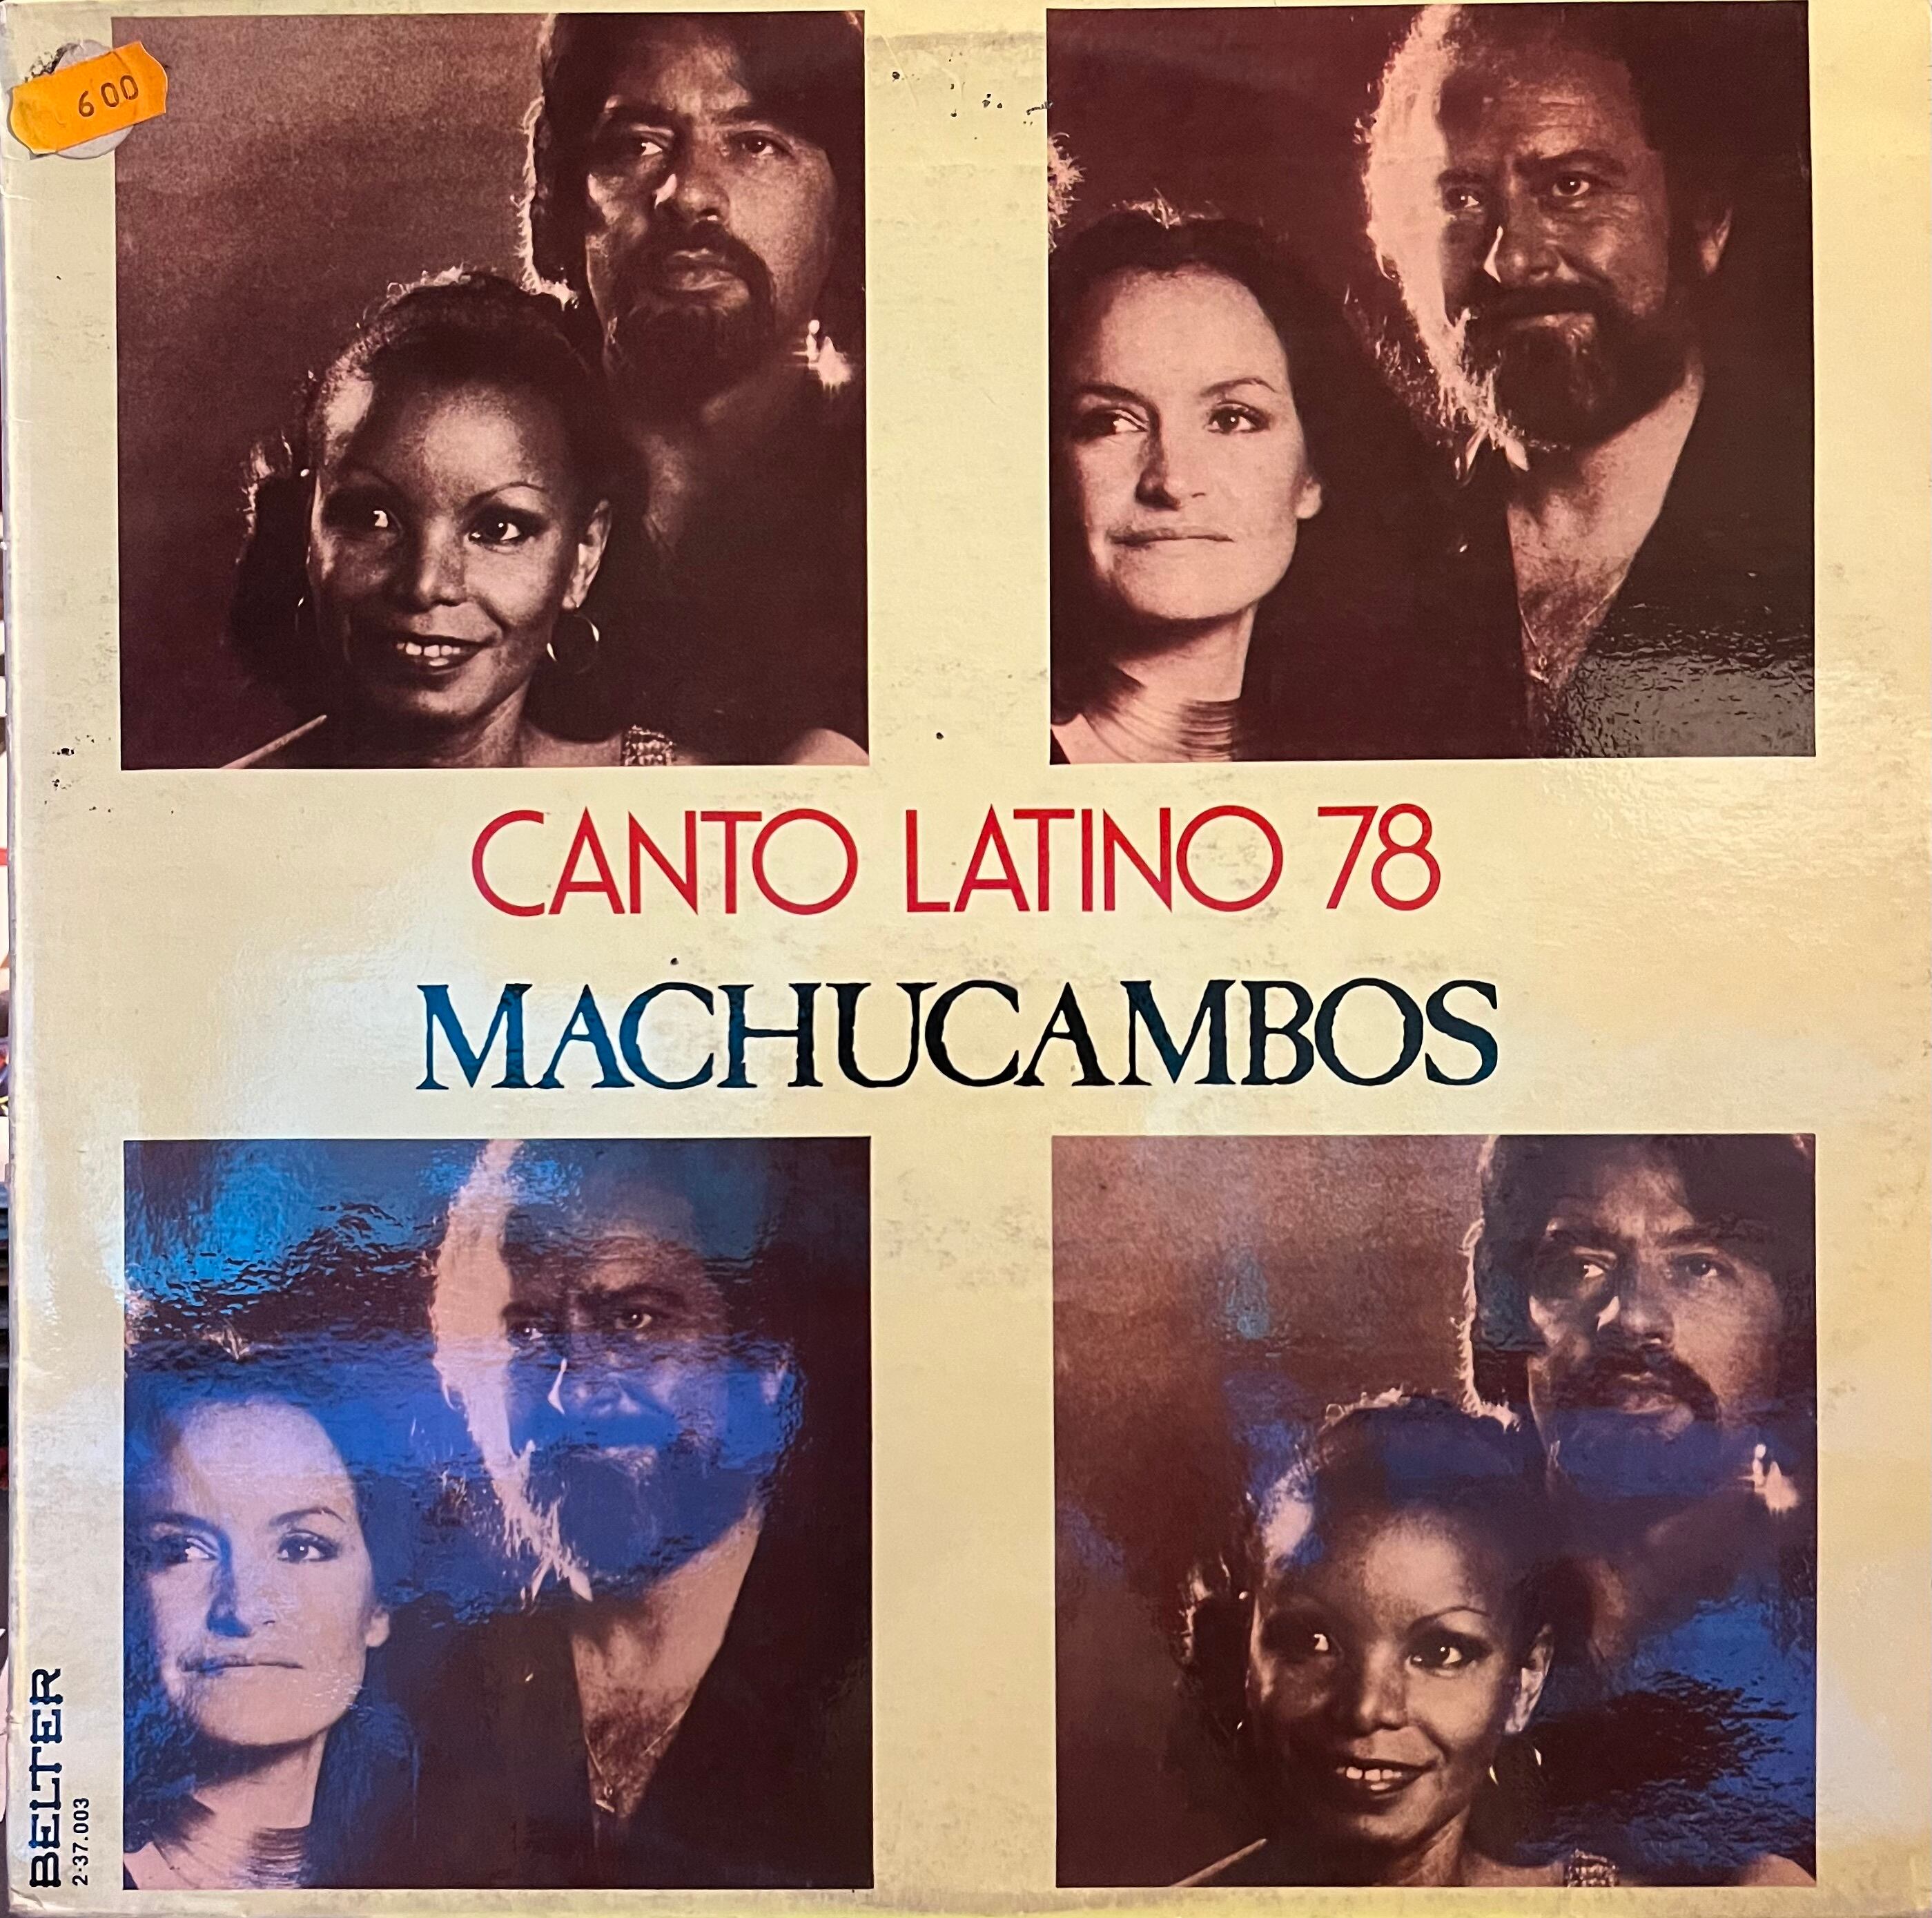 600
CANTO LATINO 78
MACHUCAMBOS
BELTER
2-37.003